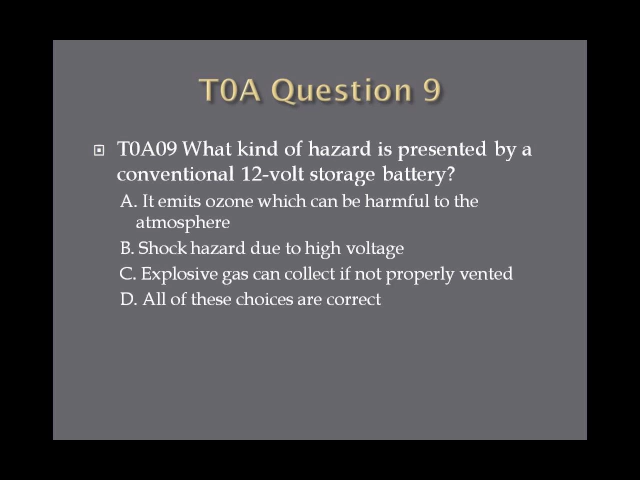 T0A Question 9
T0A09 What kind of hazard is presented by a
conventional 12-volt storage battery?
A. It emits ozone which can be harmful to the
atmosphere
B. Shock hazard due to high voltage
C. Explosive gas can collect if not properly vented
D. All of these choices are correct